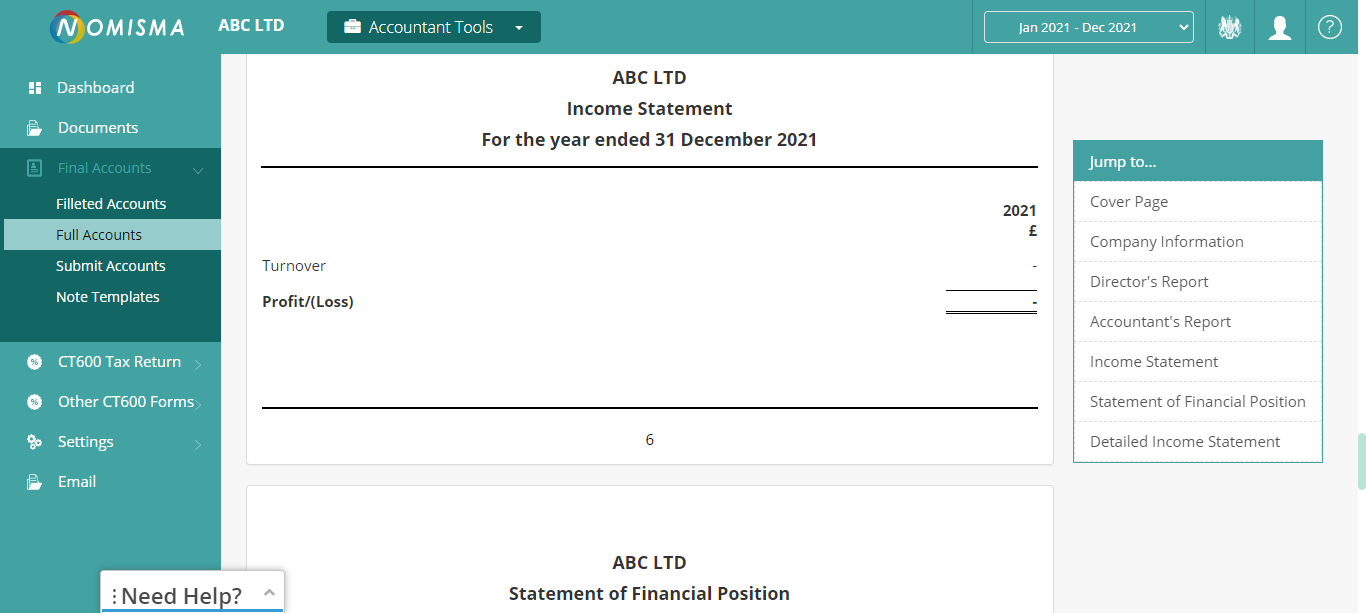 NOMISMA
ABC LTD
Accountant Tools
Jan 2021 - Dec 2021
?
Dashboard
Documents
Final Accounts
Filleted Accounts
Full Accounts
Submit Accounts
Note Templates
% CT600 Tax Return
% Other CT600 Forms
Settings
Email
Need Help?
ABC LTD
Income Statement
For the year ended 31 December 2021
2021
£
Turnover -
Profit/(Loss) -
6
ABC LTD
Statement of Financial Position
Jump to...
Cover Page
Company Information
Director's Report
Accountant's Report
Income Statement
Statement of Financial Position
Detailed Income Statement